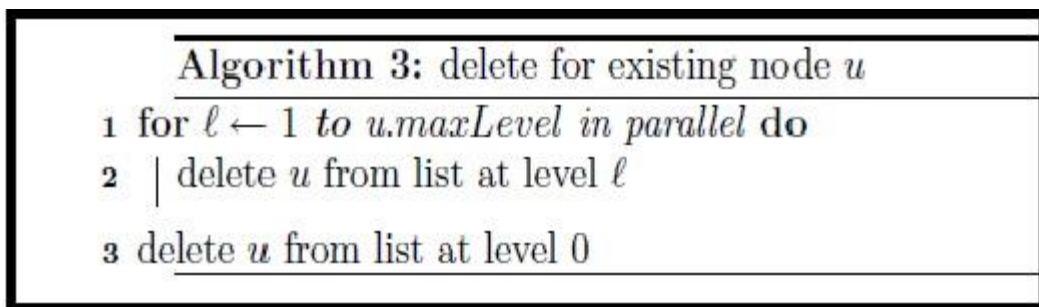 Algorithm 3: delete for existing node u
1 for ℓ ← 1 to u.maxLevel in parallel do
2 | delete u from list at level ℓ
3 delete u from list at level 0